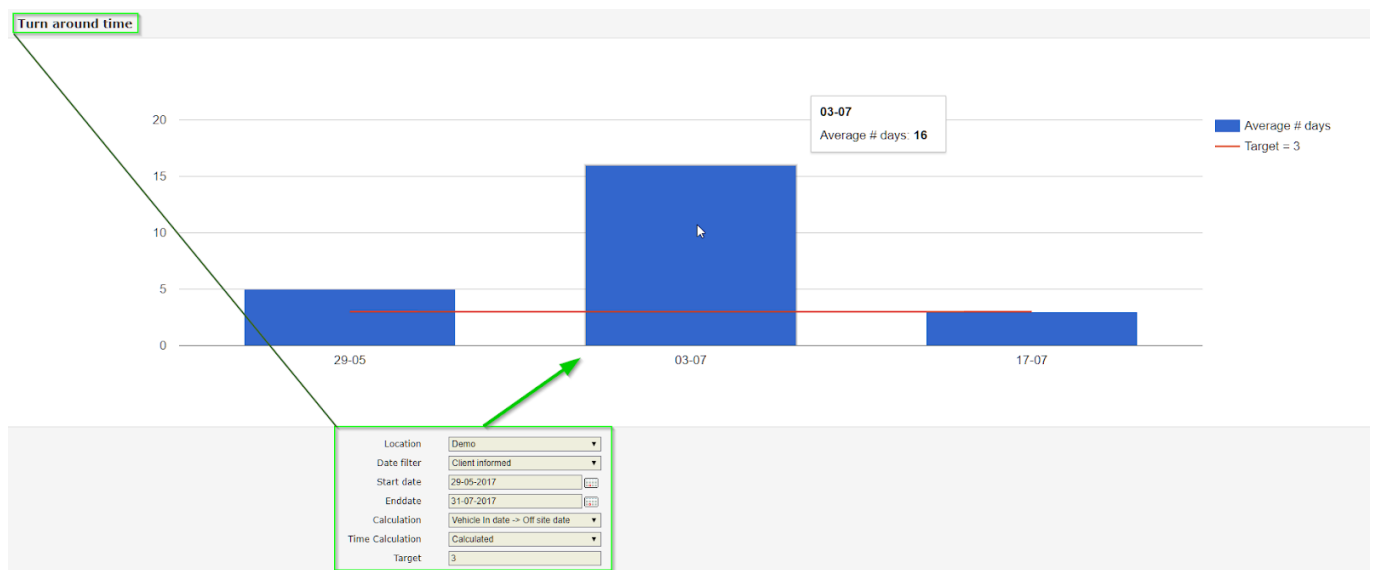 Turn around time
20
15
10
5
0
03-07
Average # days: 16
Average # days
Target = 3
29-05
03-07
17-07
Location Demo
Date filter Client informed
Start date 29-05-2017
Enddate 31-07-2017
Calculation Vehicle In date -> Off site date
Time Calculation Calculated
Target 3